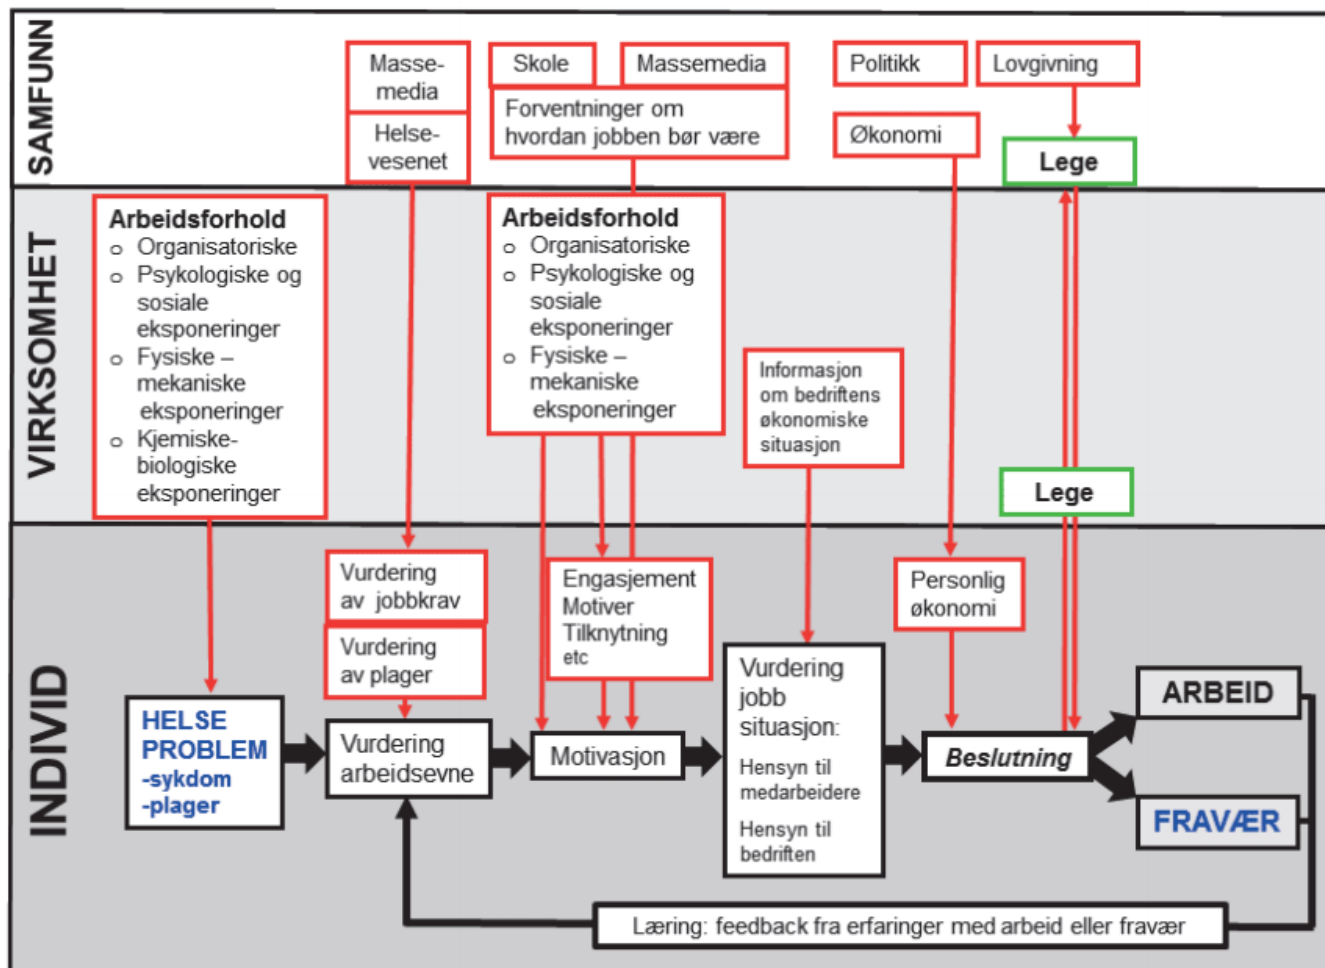 SAMFUNN
Masse-
media
Helse-
vesenet
Skole
Massemedia
Forventninger om
hvordan jobben bør være
Politikk
Lovgivning
Økonomi
Lege
VIRKSOMHET
Arbeidsforhold
o Organisatoriske
o Psykologiske og
sosiale
eksponeringer
o Fysiske –
mekaniske
eksponeringer
o Kjemiske-
biologiske
eksponeringer
Arbeidsforhold
o Organisatoriske
o Psykologiske og
sosiale
eksponeringer
o Fysiske –
mekaniske
eksponeringer
Informasjon
om bedriftens
økonomiske
situasjon
Lege
INDIVID
Vurdering
av jobbkrav
Vurdering
av plager
Engasjement
Motiver
Tilknytning
etc
Personlig
økonomi
HELSE
PROBLEM
-sykdom
-plager
Vurdering
arbeidsevne
Motivasjon
Vurdering
jobb
situasjon:
Hensyn til
medarbeidere
Hensyn til
bedriften
Beslutning
ARBEID
FRAVÆR
Læring: feedback fra erfaringer med arbeid eller fravær